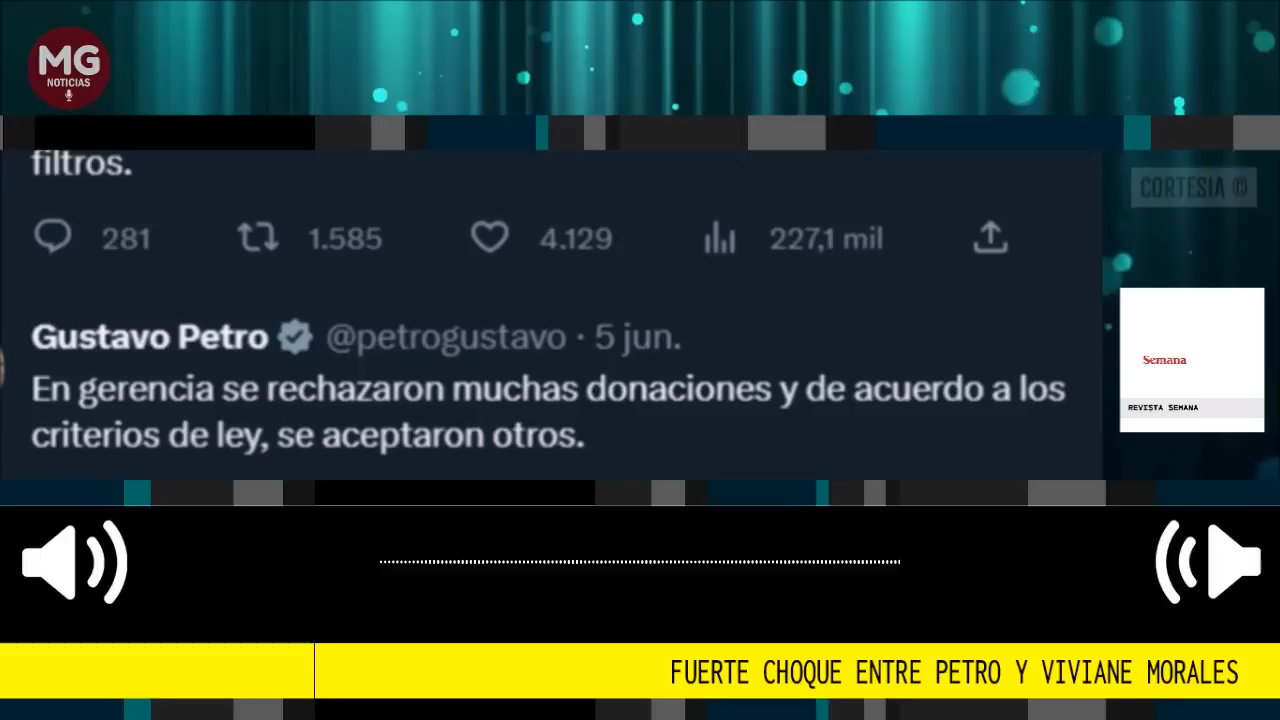 MG
NOTICIAS
filtros.
CORTESIA ©
281 1.585 4.129 227,1 mil
Gustavo Petro @petrogustavo · 5 jun.
En gerencia se rechazaron muchas donaciones y de acuerdo a los
criterios de ley, se aceptaron otros.
Semana
REVISTA SEMANA
FUERTE CHOQUE ENTRE PETRO Y VIVIANE MORALES